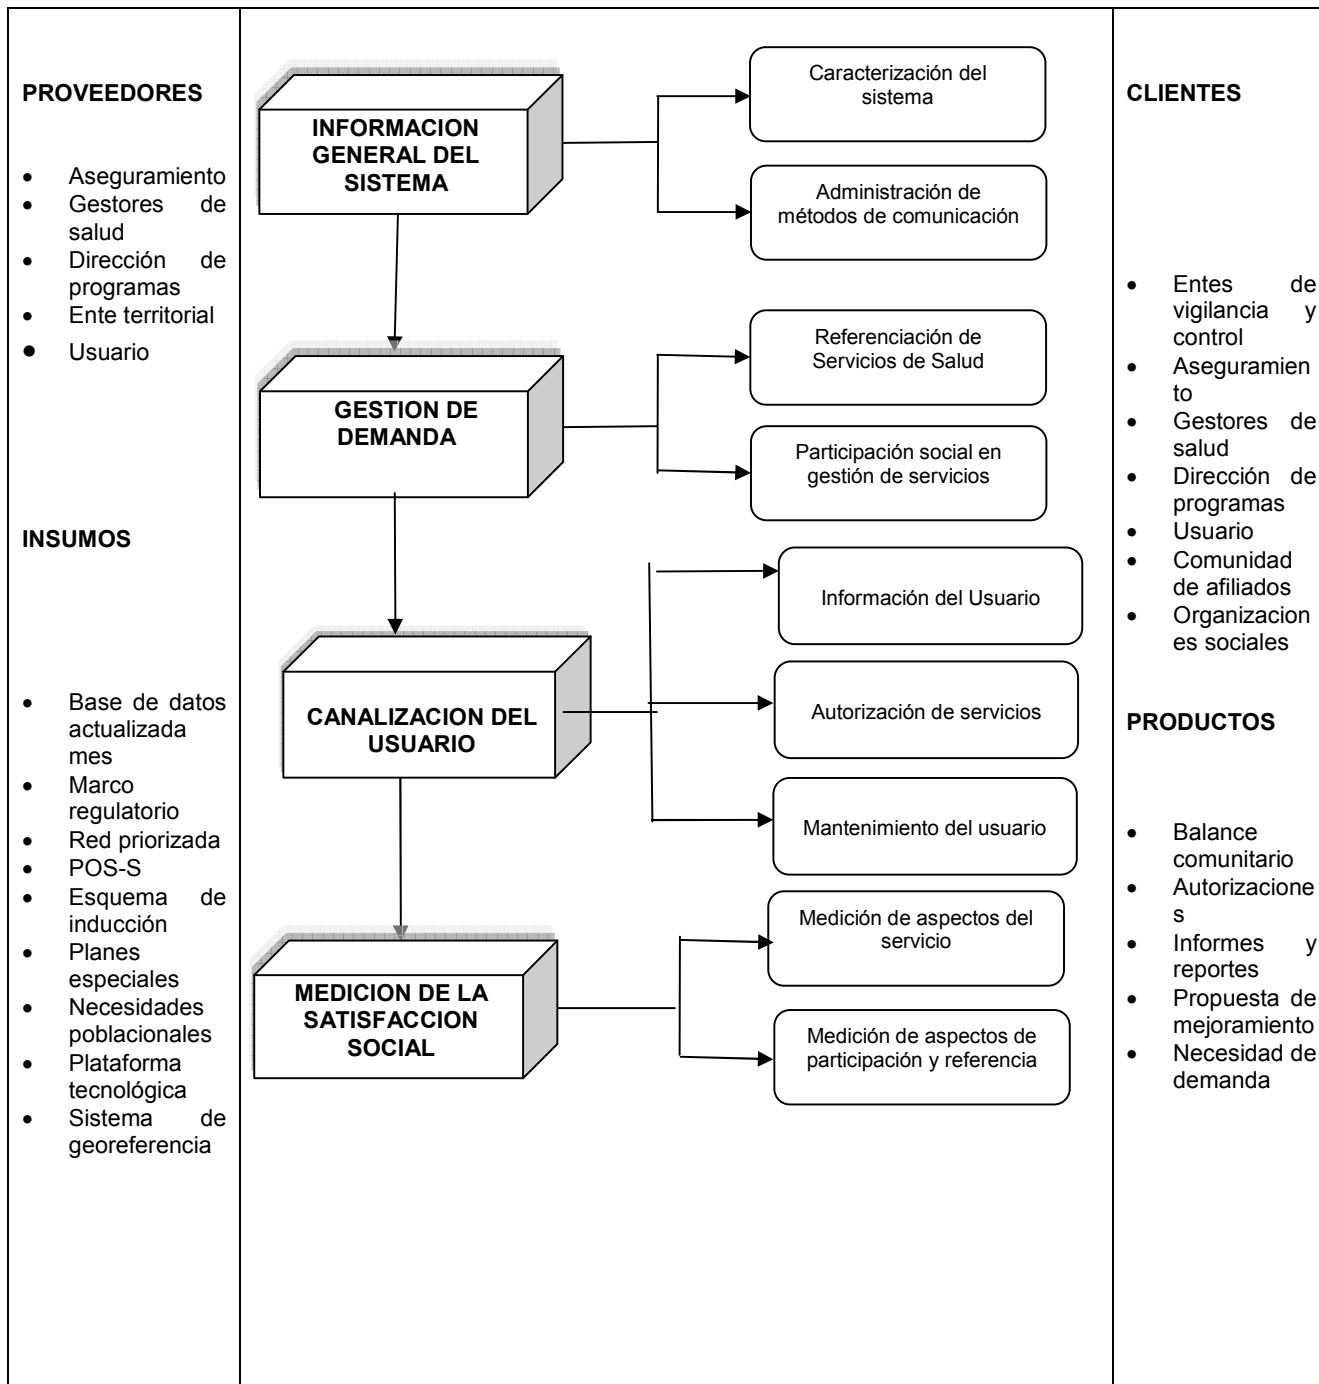 PROVEEDORES
• Aseguramiento
• Gestores de
salud
• Dirección de
programas
• Ente territorial
• Usuario
INSUMOS
• Base de datos
actualizada
mes
• Marco
regulatorio
• Red priorizada
• POS-S
• Esquema de
inducción
• Planes
especiales
• Necesidades
poblacionales
• Plataforma
tecnológica
• Sistema de
georeferencia
INFORMACION
GENERAL DEL
SISTEMA
Caracterización del
sistema
Administración de
métodos de comunicación
GESTION DE
DEMANDA
Referenciación de
Servicios de Salud
Participación social en
gestión de servicios
CANALIZACION DEL
USUARIO
Información del Usuario
Autorización de servicios
Mantenimiento del usuario
MEDICION DE LA
SATISFACCION
SOCIAL
Medición de aspectos del
servicio
Medición de aspectos de
participación y referencia
CLIENTES
• Entes de
vigilancia y
control
• Aseguramien
to
• Gestores de
salud
• Dirección de
programas
• Usuario
• Comunidad
de afiliados
• Organizacion
es sociales
PRODUCTOS
• Balance
comunitario
• Autorizacione
s
• Informes y
reportes
• Propuesta de
mejoramiento
• Necesidad de
demanda